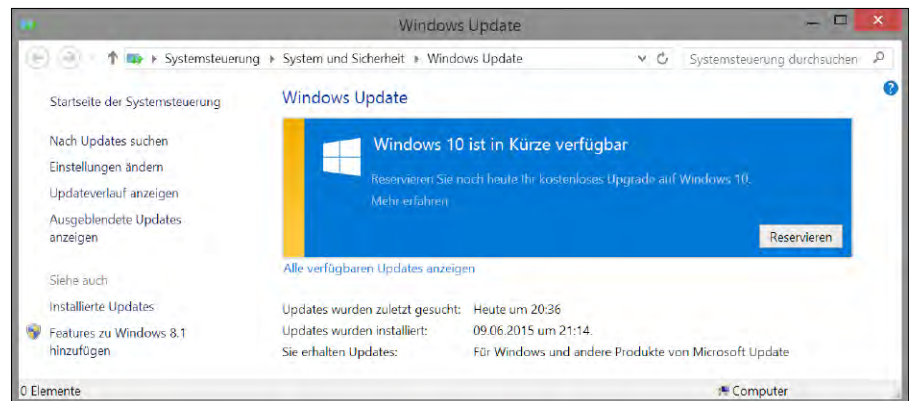 Windows Update
Systemsteuerung
System und Sicherheit
Windows Update
Systemsteuerung durchsuchen
Startseite der Systemsteuerung
Nach Updates suchen
Einstellungen ändern
Updateverlauf anzeigen
Ausgeblendete Updates
anzeigen
Siehe auch
Installierte Updates
Features zu Windows 8.1
hinzufügen
Windows Update
Windows 10 ist in Kürze verfügbar
Reservieren Sie noch heute Ihr kostenloses Upgrade auf Windows 10.
Mehr erfahren
Reservieren
Alle verfügbaren Updates anzeigen
Updates wurden zuletzt gesucht: Heute um 20:36
Updates wurden installiert: 09.06.2015 um 21:14.
Sie erhalten Updates: Für Windows und andere Produkte von Microsoft Update
0 Elemente
Computer